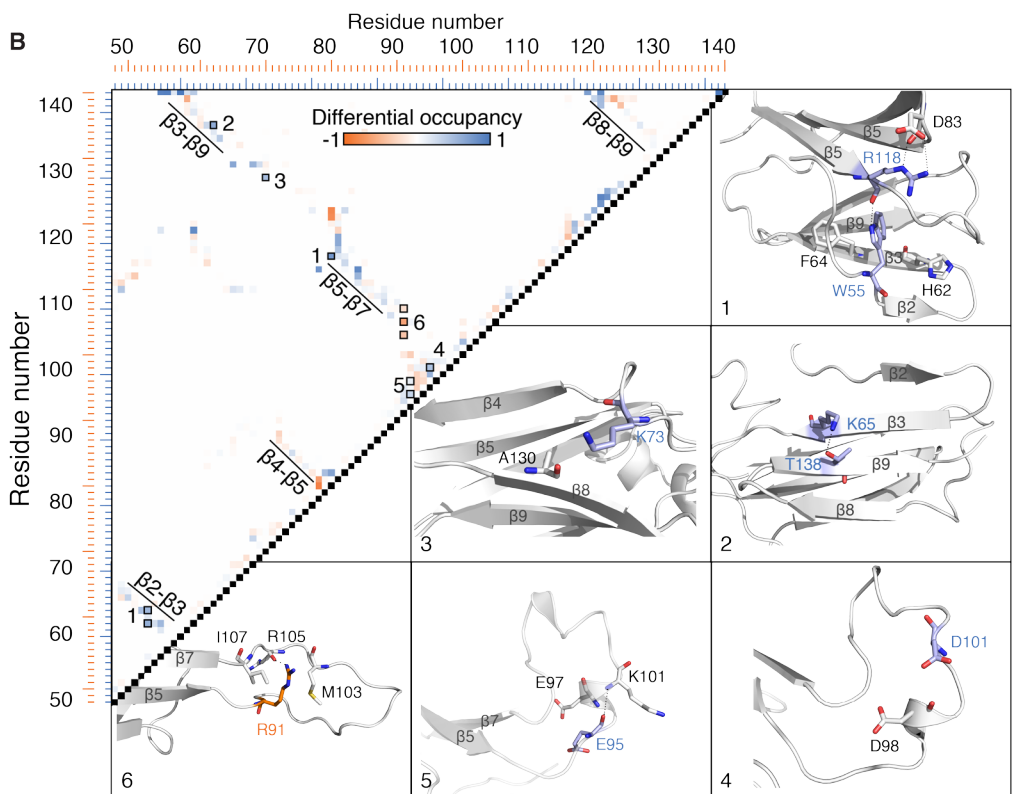 B
Residue number
50 60 70 80 90 100 110 120 130 140
Residue number
140
130
120
110
100
90
80
70
60
50
Differential occupancy
-1 1
β3-β9
2
3
β8-β9
1
β5-β7
6
4
5
β4-β5
β2-β3
1
D83
β5
β5
R118
β9
F64
β3
W55
H62
β2
1
β4
K73
β5
A130
β8
β9
3
β2
K65
β3
T138
β9
β8
2
I107
R105
β7
M103
β5
R91
6
E97
K101
β7
β5
E95
5
D101
D98
4